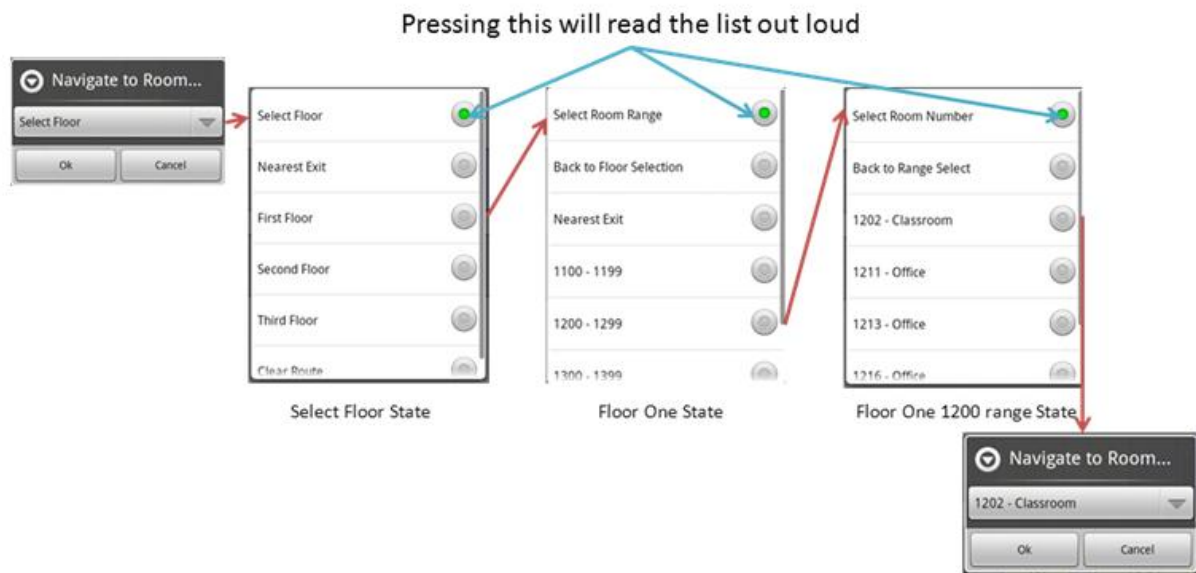 Pressing this will read the list out loud
Navigate to Room...
Select Floor
Ok
Cancel
Select Floor
Nearest Exit
First Floor
Second Floor
Third Floor
Clear Route
Select Floor State
Select Room Range
Back to Floor Selection
Nearest Exit
1100 - 1199
1200 - 1299
1300 - 1399
Floor One State
Select Room Number
Back to Range Select
1202 - Classroom
1211 - Office
1213 - Office
1216 - Office
Floor One 1200 range State
Navigate to Room...
1202 - Classroom
Ok
Cancel